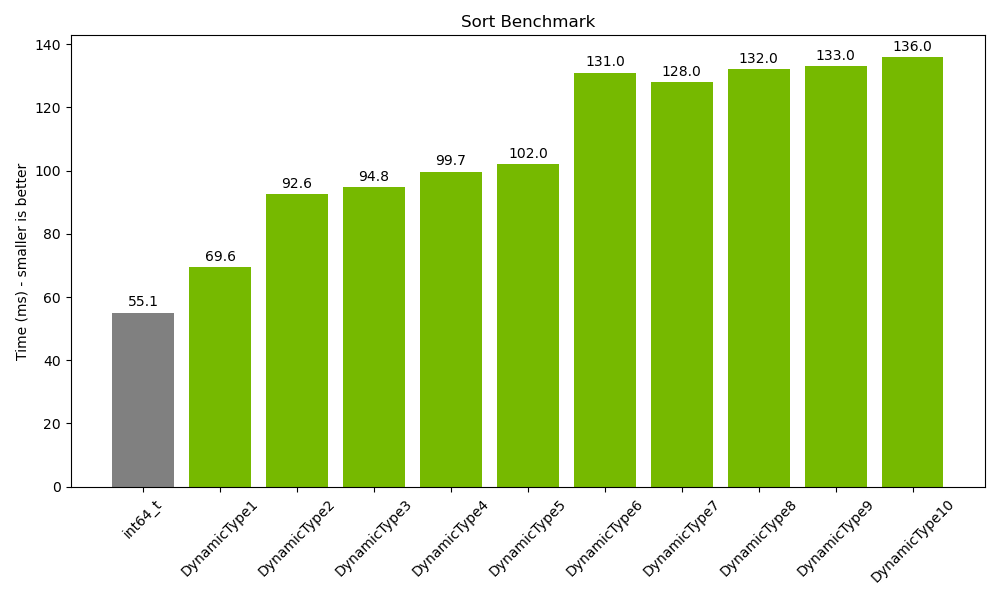 Sort Benchmark
Time (ms) - smaller is better
140
120
100
80
60
40
20
0
55.1
69.6
92.6
94.8
99.7
102.0
131.0
128.0
132.0
133.0
136.0
int64_t
DynamicType1
DynamicType2
DynamicType3
DynamicType4
DynamicType5
DynamicType6
DynamicType7
DynamicType8
DynamicType9
DynamicType10